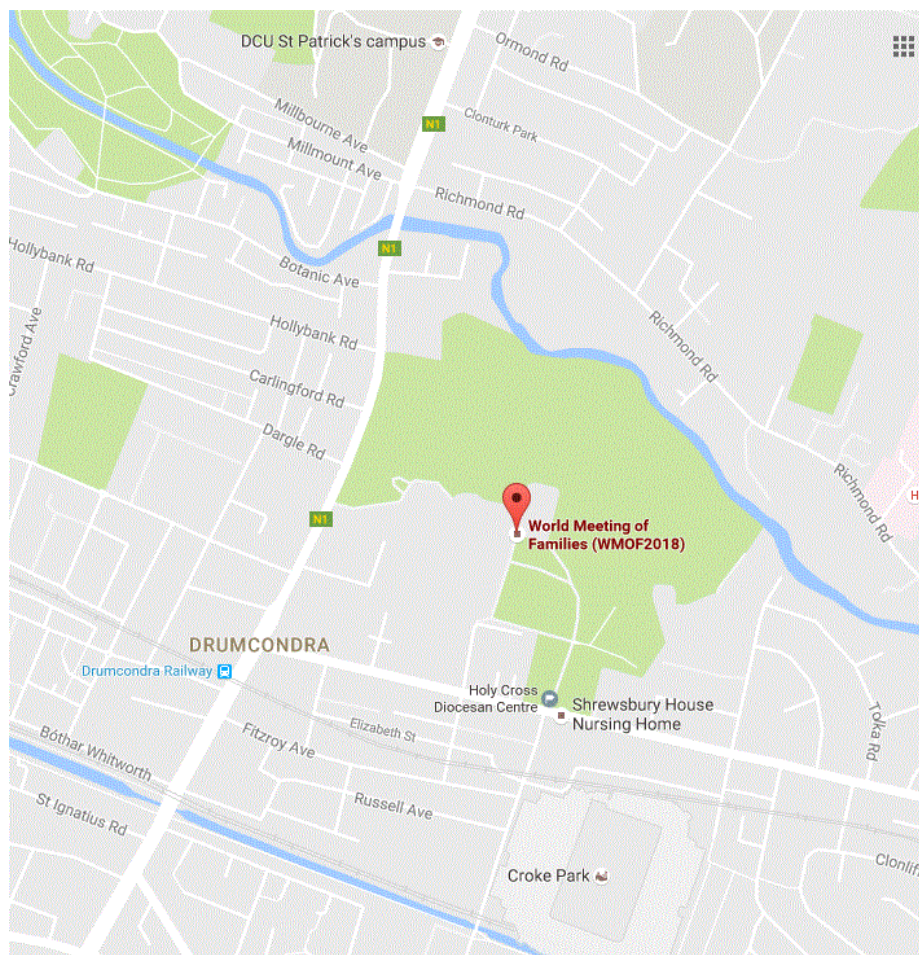 DCU St Patrick's campus
Ormond Rd
N1
Clonturk Park
Millbourne Ave
Millmount Ave
Richmond Rd
N1
Hollybank Rd
Botanic Ave
Crawford Ave
Hollybank Rd
Richmond Rd
Carlingford Rd
Dargle Rd
Richmond Rd
H
N1
World Meeting of
Families (WMOF2018)
DRUMCONDRA
Drumcondra Railway
Holy Cross
Diocesan Centre
Shrewsbury House
Nursing Home
Tolka Rd
Elizabeth St
Fitzroy Ave
Bóthar Whitworth
St Ignatius Rd
Russell Ave
Croke Park